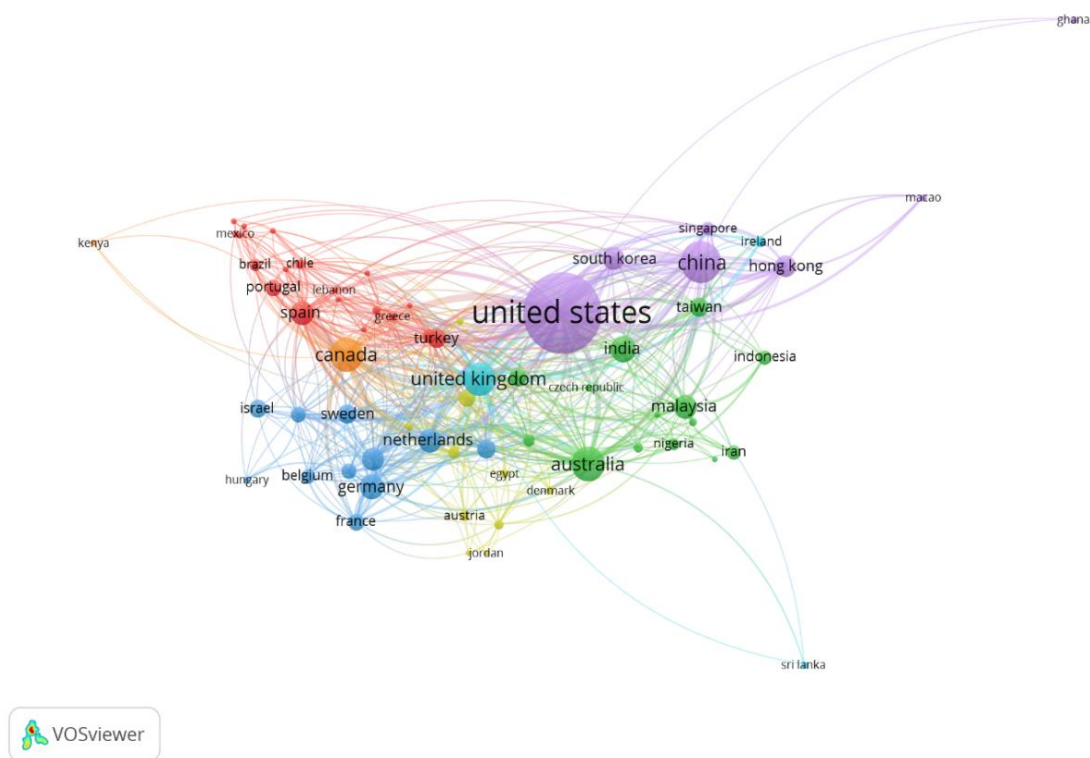 ghana
macao
singapore
kenya
mexico
ireland
south korea
china
hong kong
brazil
chile
portugal
lebanon
spain
greece
united states
taiwan
turkey
canada
india
indonesia
united kingdom
czech republic
israel
sweden
malaysia
netherlands
nigeria
iran
australia
hungary
belgium
egypt
germany
denmark
france
austria
jordan
sri lanka
VOSviewer